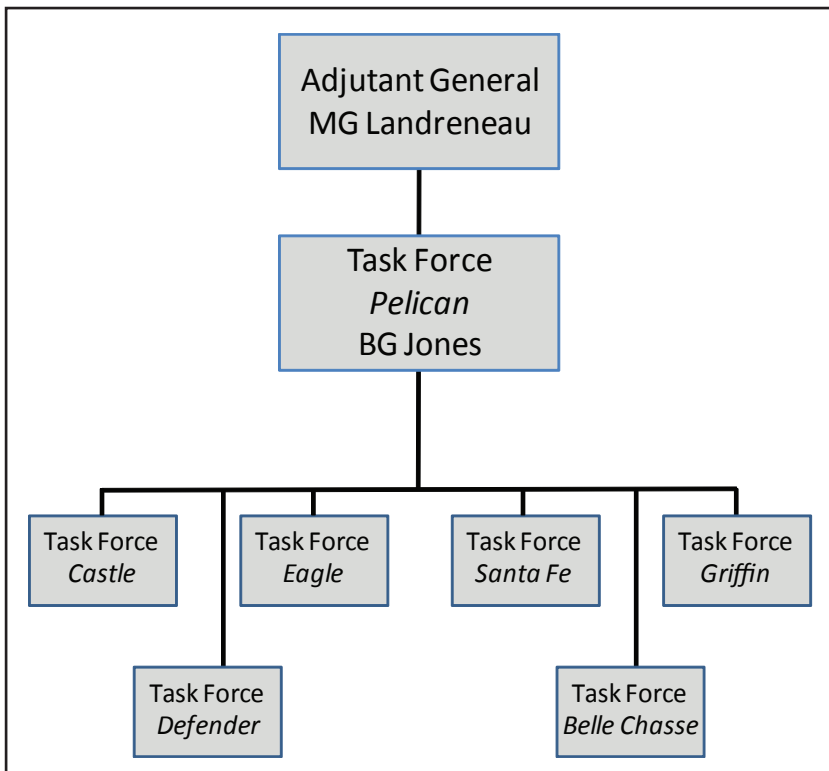 Adjutant General
MG Landreneau
Task Force
Pelican
BG Jones
Task Force
Castle
Task Force
Eagle
Task Force
Santa Fe
Task Force
Griffin
Task Force
Defender
Task Force
Belle Chasse